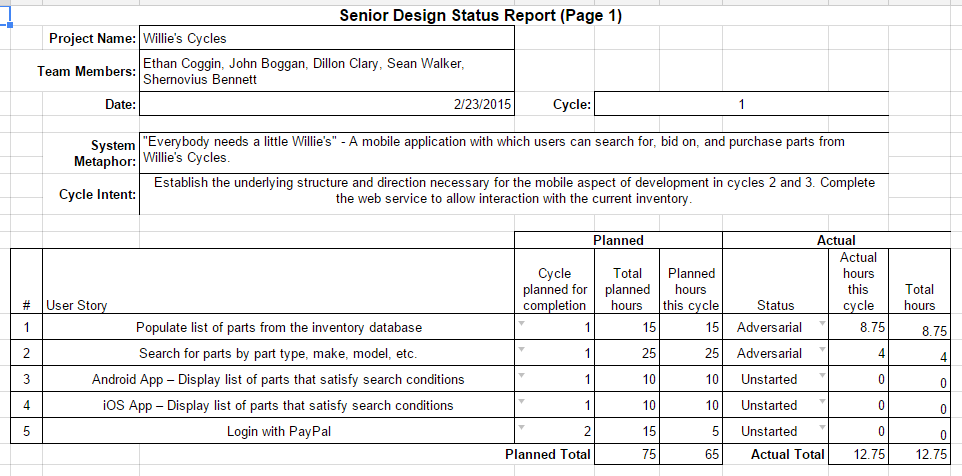 Senior Design Status Report (Page 1)
Project Name: Willie's Cycles
Team Members: Ethan Coggin, John Boggan, Dillon Clary, Sean Walker,
Shernovius Bennett
Date: 2/23/2015 Cycle: 1
System Metaphor: "Everybody needs a little Willie's" - A mobile application with which users can search for, bid on, and purchase parts from
Willie's Cycles.
Cycle Intent: Establish the underlying structure and direction necessary for the mobile aspect of development in cycles 2 and 3. Complete
the web service to allow interaction with the current inventory.
Planned Actual
# User Story Cycle planned for completion Total planned hours Planned hours this cycle Status Actual hours this cycle Total hours
1 Populate list of parts from the inventory database 1 15 15 Adversarial 8.75 8.75
2 Search for parts by part type, make, model, etc. 1 25 25 Adversarial 4 4
3 Android App – Display list of parts that satisfy search conditions 1 10 10 Unstarted 0 0
4 iOS App – Display list of parts that satisfy search conditions 1 10 10 Unstarted 0 0
5 Login with PayPal 2 15 5 Unstarted 0 0
Planned Total 75 65 Actual Total 12.75 12.75